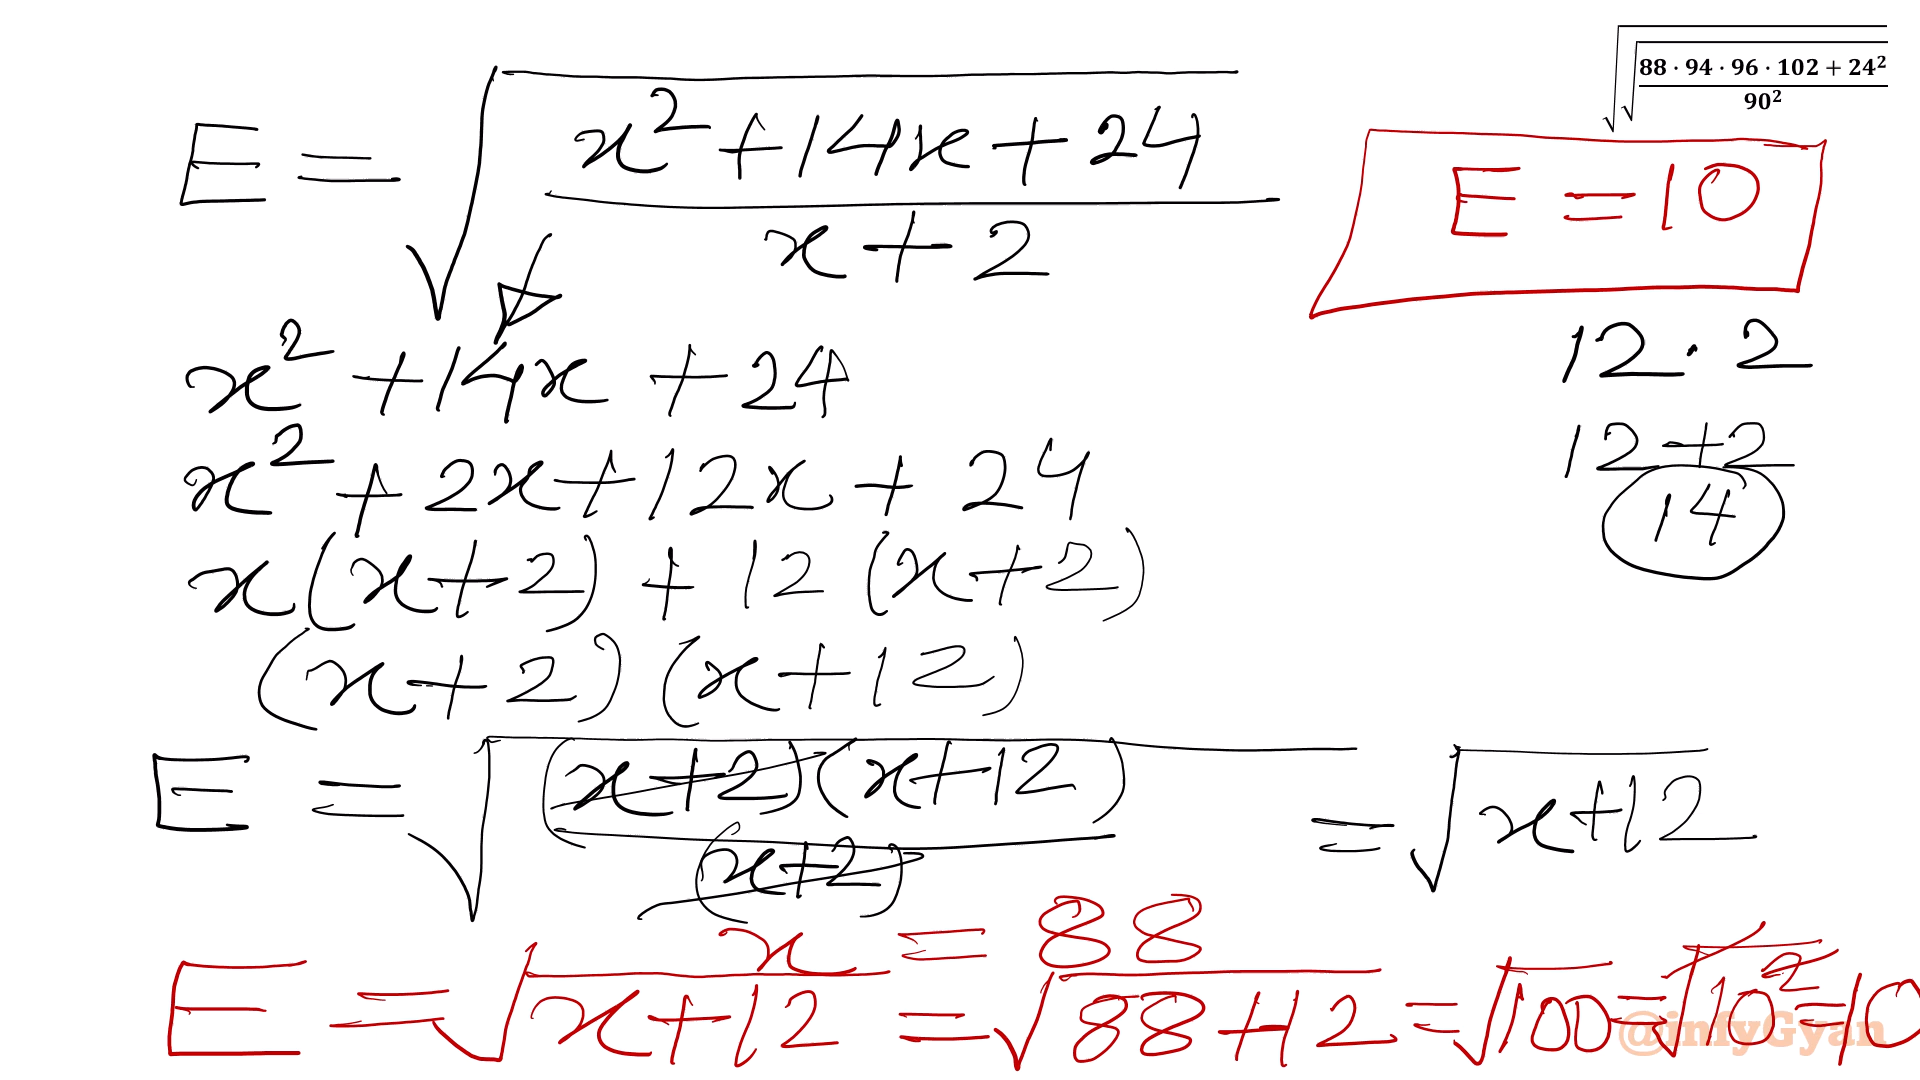 √√((88 · 94 · 96 · 102 + 24²)/90²)
E = √((x² + 14x + 24)/(x + 2))
E = 10
x² + 14x + 24
12 · 2
x² + 2x + 12x + 24
12 + 2
14
x(x+2) + 12(x+2)
(x+2)(x+12)
E = √((x+2)(x+12)/(x+2)) = √(x+12)
x = 88
E = √(x+12) = √(88+12) = √100 = √10² = 10
@infyGyan